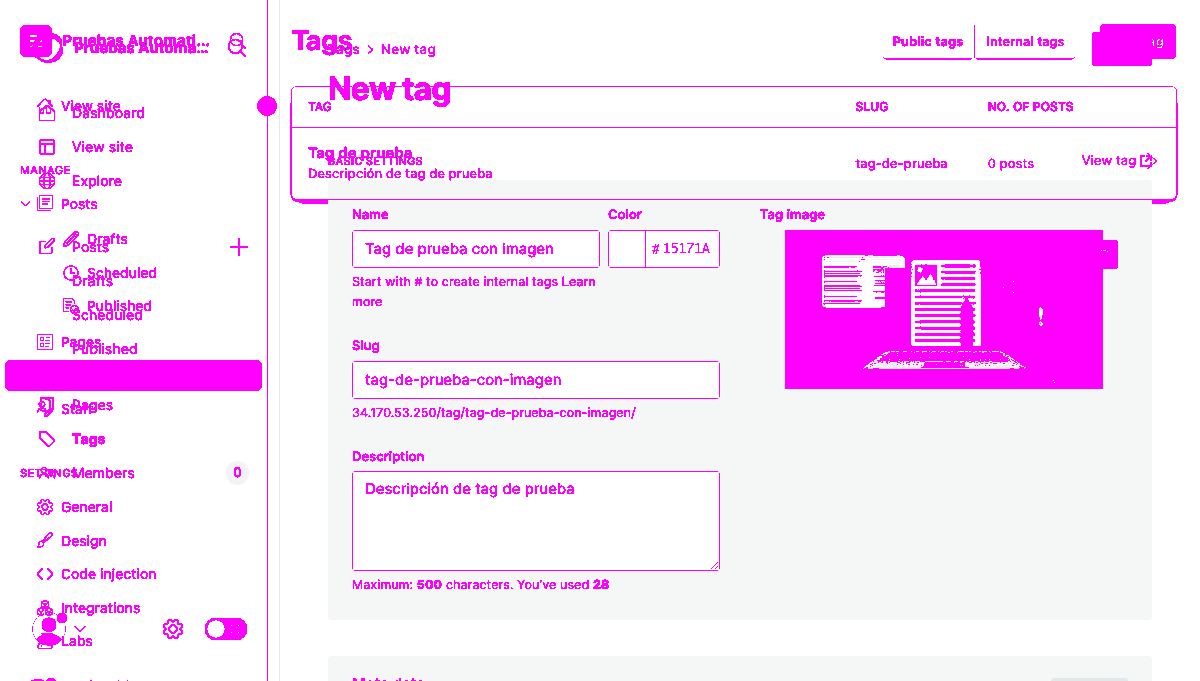 Pruebas Automati...
Pruebas Automa...
View site
Dashboard
View site
MANAGE
Explore
Posts
Drafts
Posts
Scheduled
Drafts
Published
Scheduled
Pages
Published
Staff
Pages
Tags
SETTINGS
Members
0
General
Design
Code injection
Integrations
Labs
Tags
Tags > New tag
Public tags
Internal tags
New tag
TAG
SLUG
NO. OF POSTS
Tag de prueba
BASIC SETTINGS
Descripción de tag de prueba
tag-de-prueba
0 posts
View tag
Name
Color
Tag image
Tag de prueba con imagen
#15171A
Start with # to create internal tags Learn
more
Slug
tag-de-prueba-con-imagen
34.170.53.250/tag/tag-de-prueba-con-imagen/
Description
Descripción de tag de prueba
Maximum: 500 characters. You've used 28